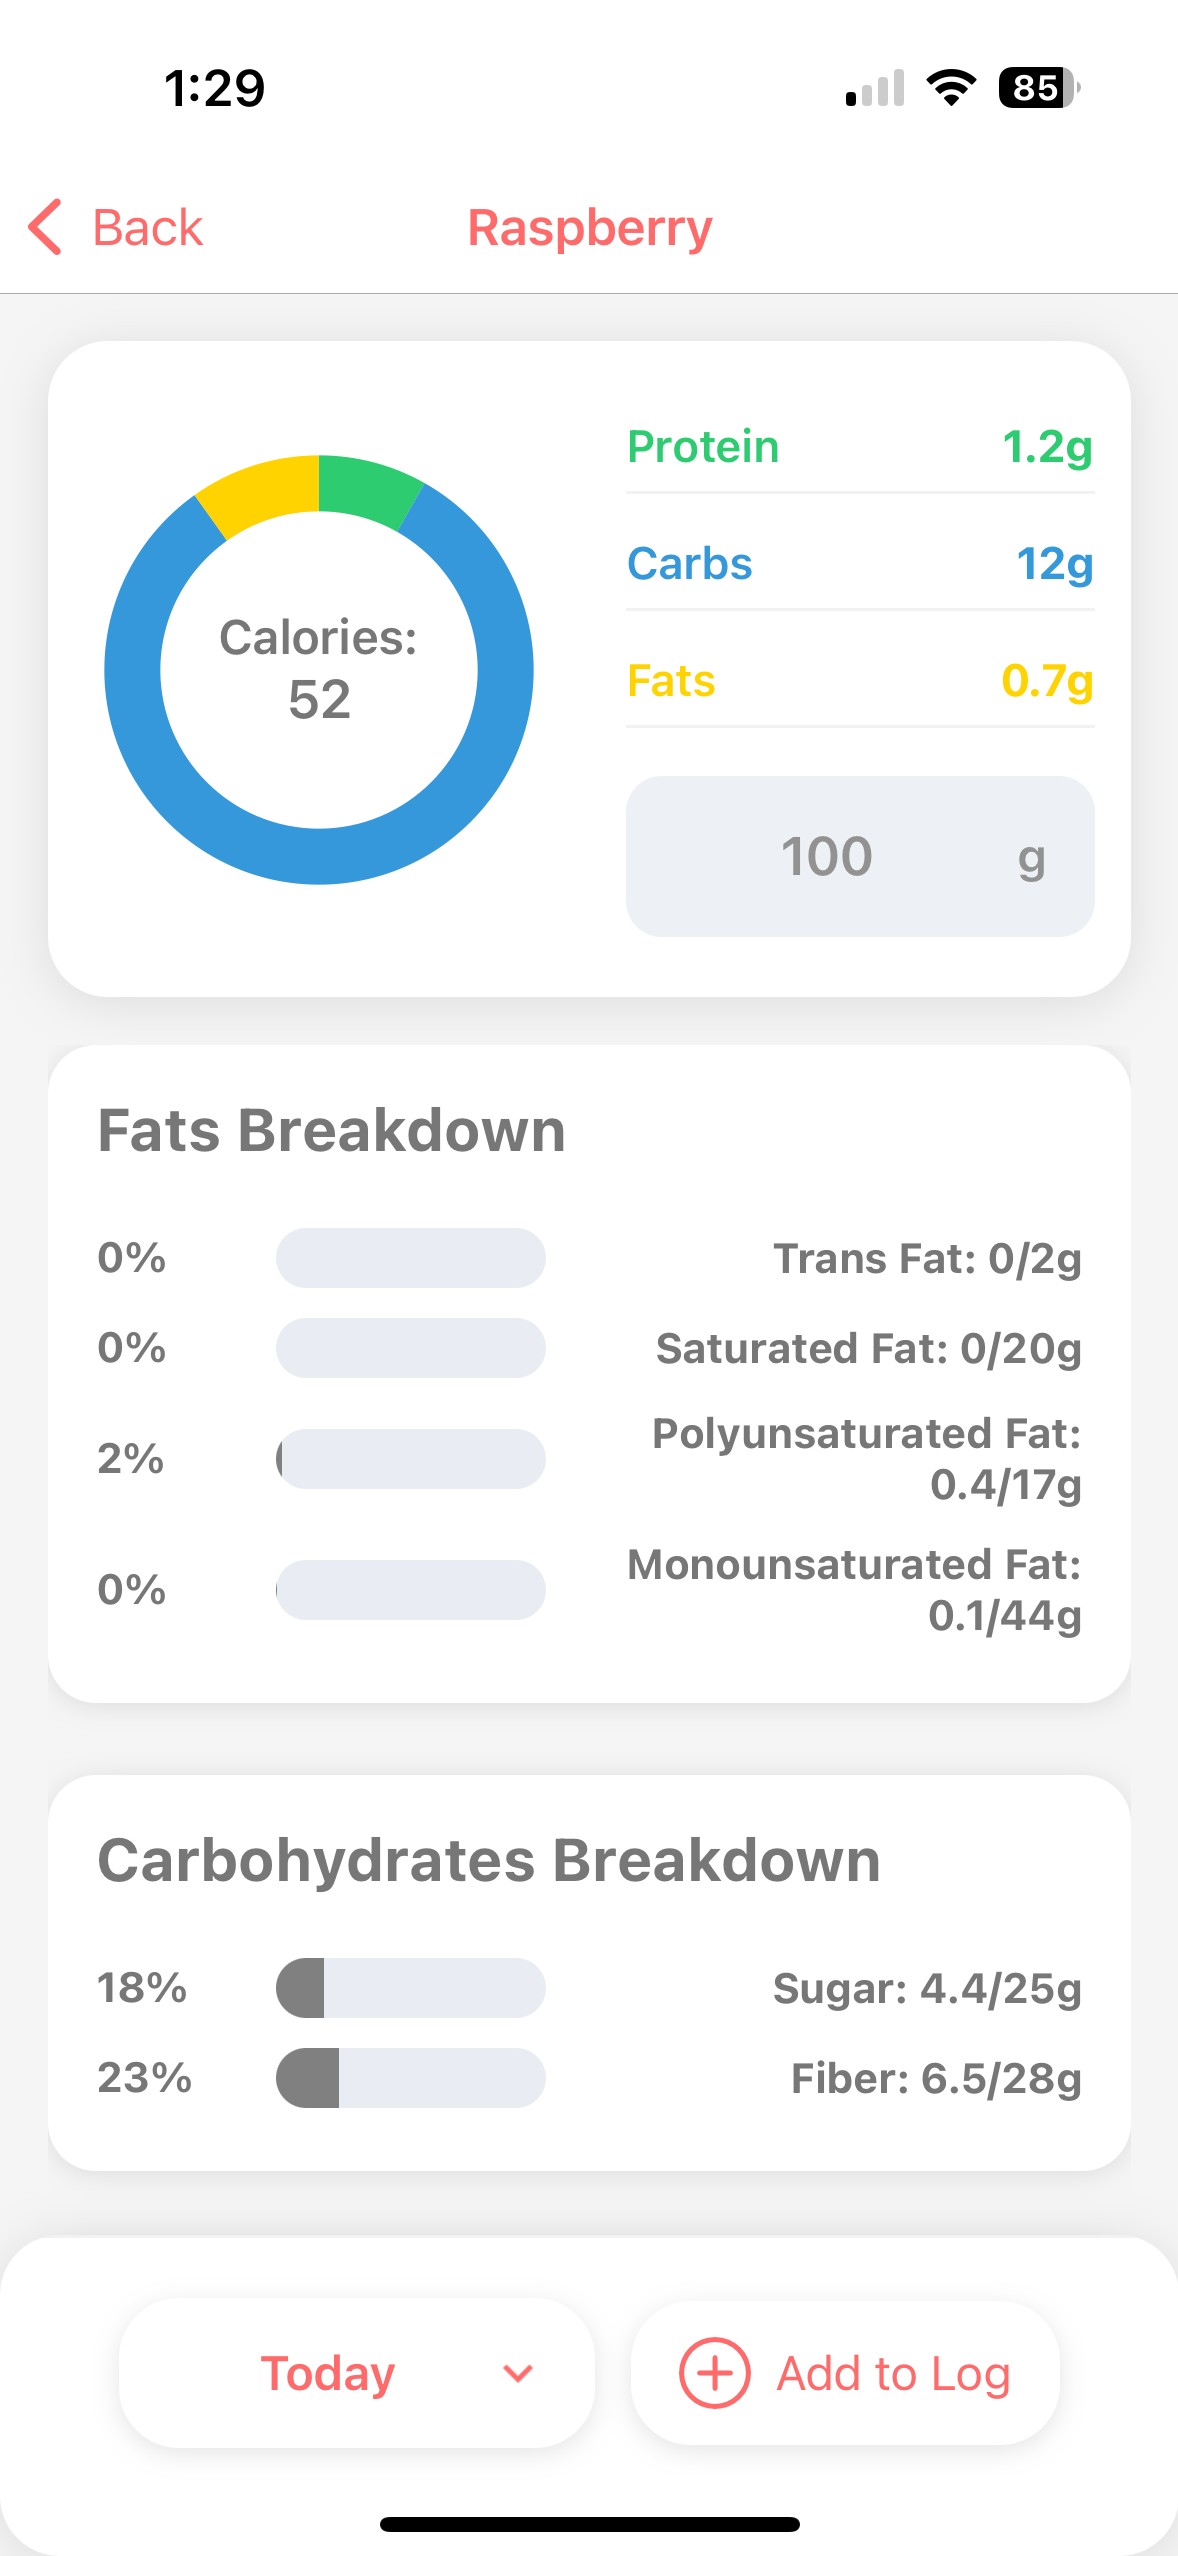 1:29
85
Back
Raspberry
Protein 1.2g
Carbs 12g
Fats 0.7g
Calories:
52
100 g
Fats Breakdown
0% Trans Fat: 0/2g
0% Saturated Fat: 0/20g
2% Polyunsaturated Fat:
0.4/17g
0% Monounsaturated Fat:
0.1/44g
Carbohydrates Breakdown
18% Sugar: 4.4/25g
23% Fiber: 6.5/28g
Today
Add to Log